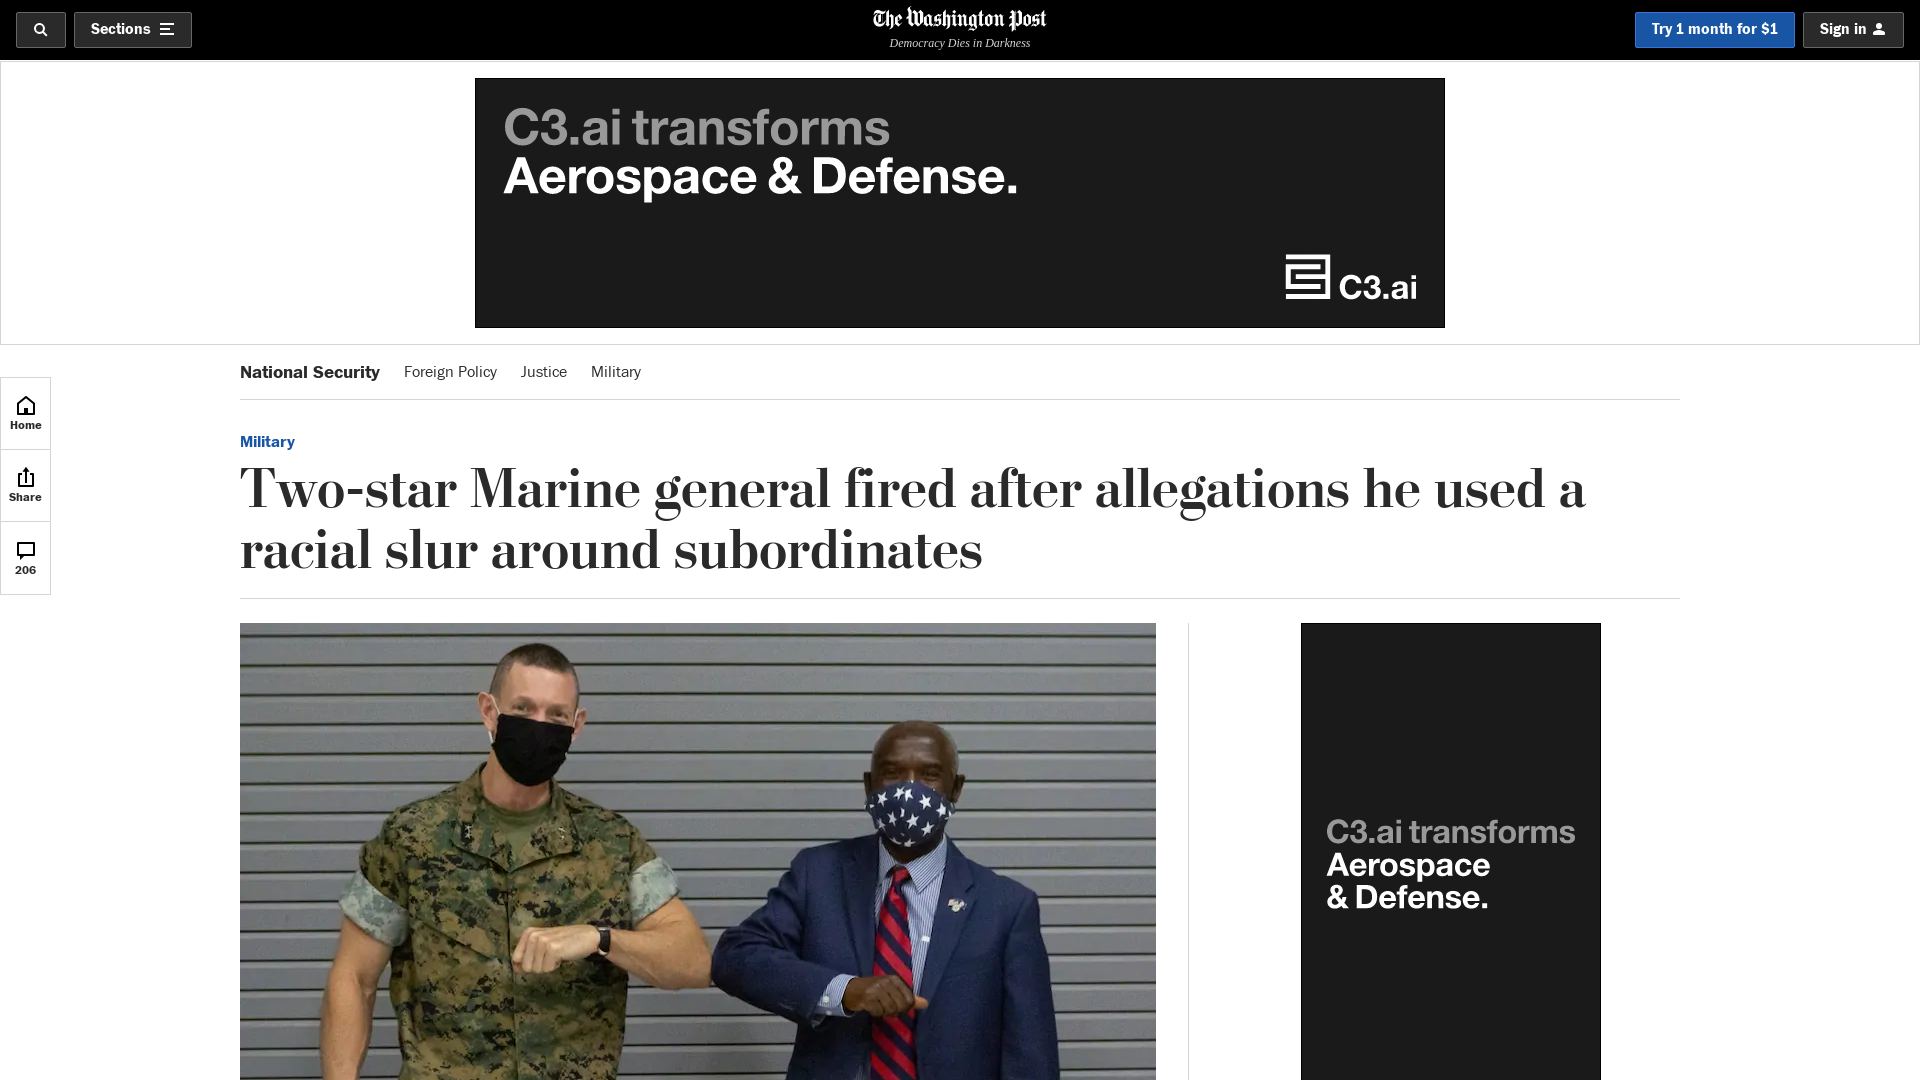 Sections
The Washington Post
Democracy Dies in Darkness
Try 1 month for $1
Sign in
C3.ai transforms
Aerospace & Defense.
C3.ai
National Security
Foreign Policy
Justice
Military
Home
Share
206
Military
Two-star Marine general fired after allegations he used a
racial slur around subordinates
C3.ai transforms
Aerospace
& Defense.